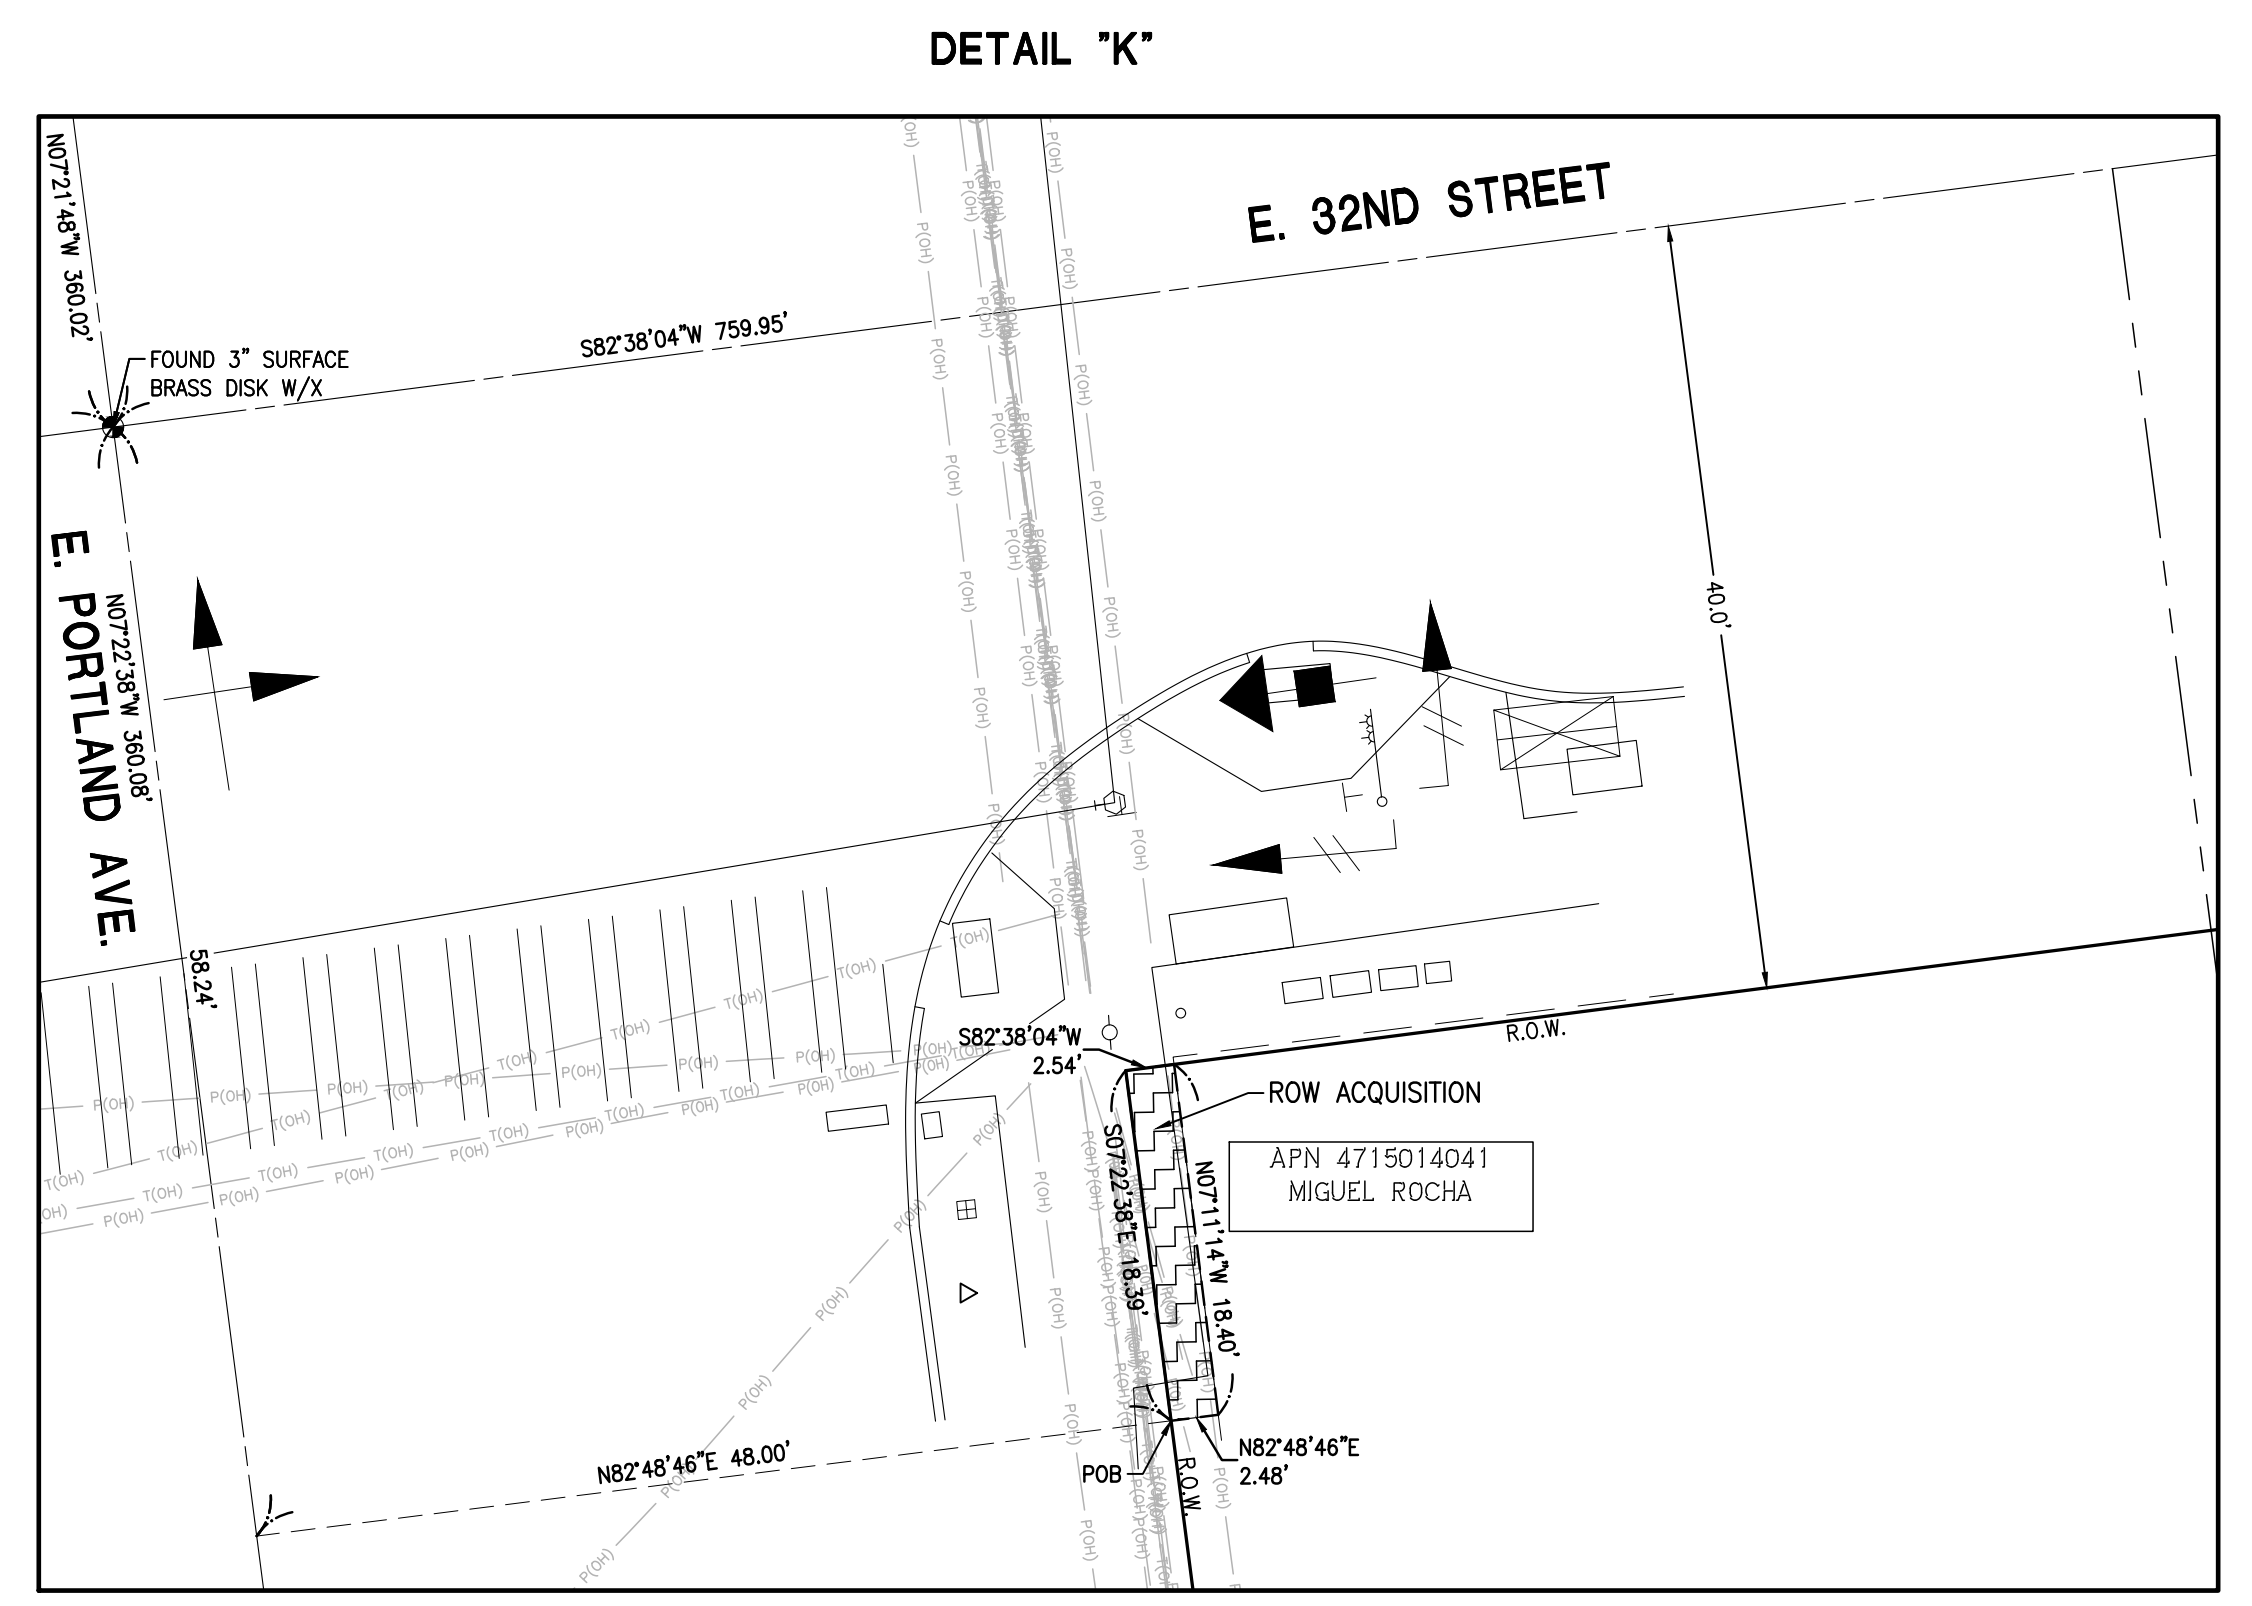 DETAIL "K"
N07°21'48"W 360.02'
E. 32ND STREET
S82°38'04"W 759.95'
FOUND 3" SURFACE
BRASS DISK W/X
E. PORTLAND AVE.
N07°22'38"W 360.08'
40.0'
58.24'
S82°38'04"W
2.54'
R.O.W.
ROW ACQUISITION
APN 4715014041
MIGUEL ROCHA
S07°22'38"E 18.39'
N07°11'14"W 18.40'
N82°48'46"E 48.00'
POB
R.O.W.
N82°48'46"E
2.48'
P(OH)
T(OH)